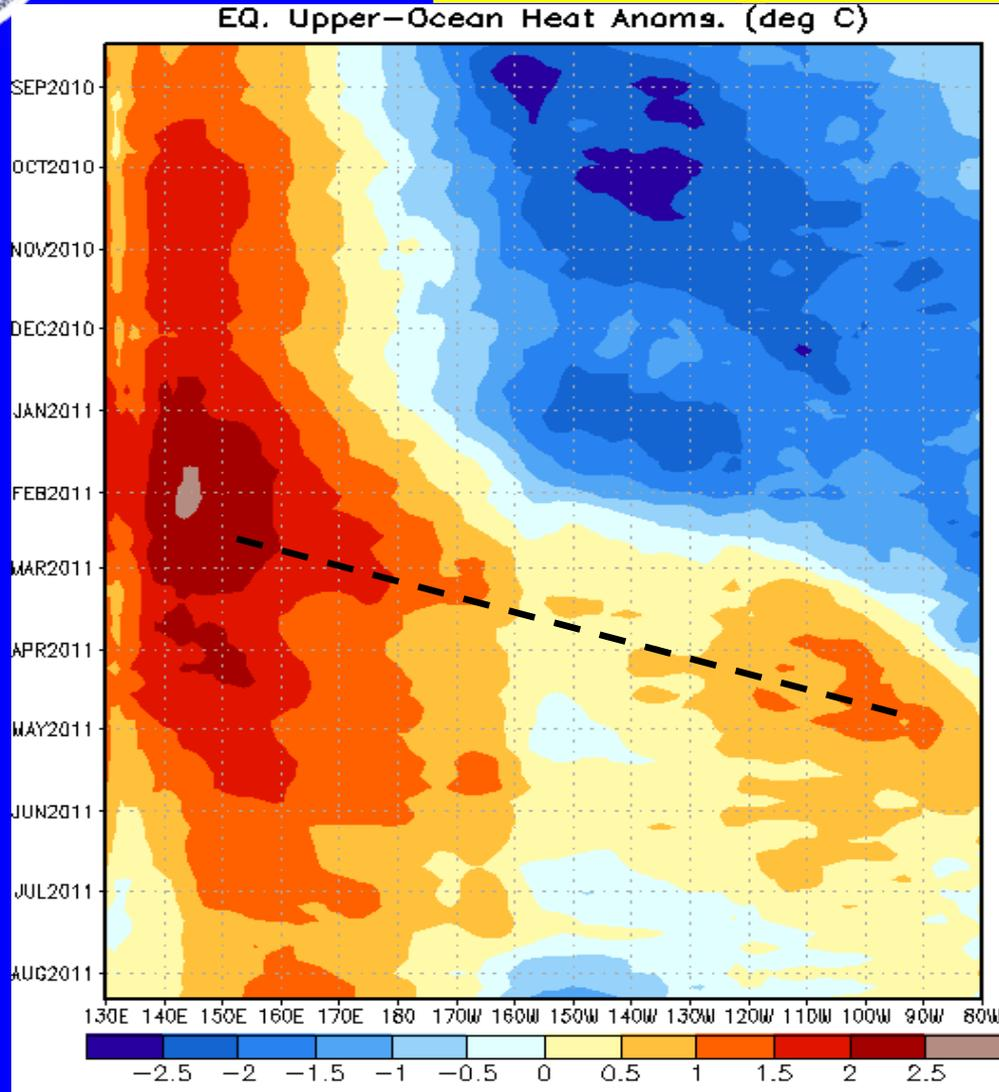 EQ. Upper-Ocean Heat Anoms. (deg C)
SEP2010
OCT2010
NOV2010
DEC2010
JAN2011
FEB2011
MAR2011
APR2011
MAY2011
JUN2011
JUL2011
AUG2011
130E 140E 150E 160E 170E 180 170W 160W 150W 140W 130W 120W 110W 100W 90W 80W
-2.5 -2 -1.5 -1 -0.5 0 0.5 1 1.5 2 2.5